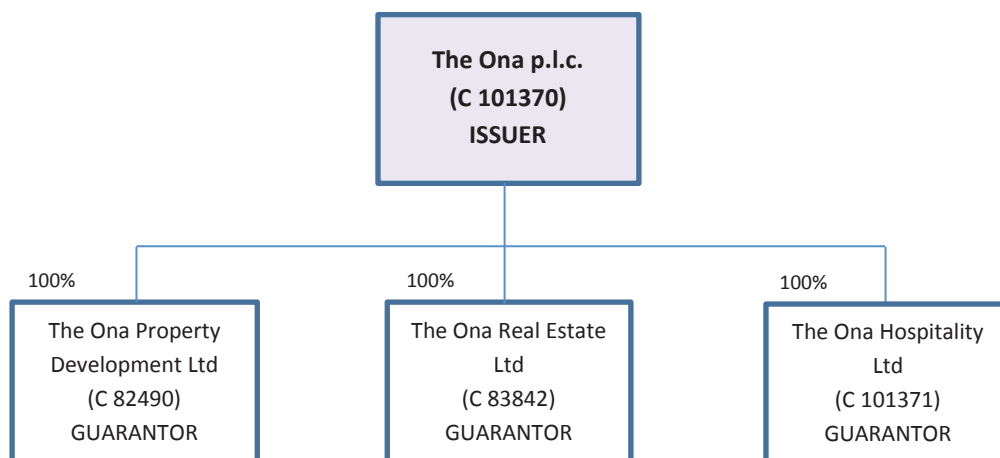 The Ona p.l.c.
(C 101370)
ISSUER
100%
100%
100%
The Ona Property
Development Ltd
(C 82490)
GUARANTOR
The Ona Real Estate
Ltd
(C 83842)
GUARANTOR
The Ona Hospitality
Ltd
(C 101371)
GUARANTOR